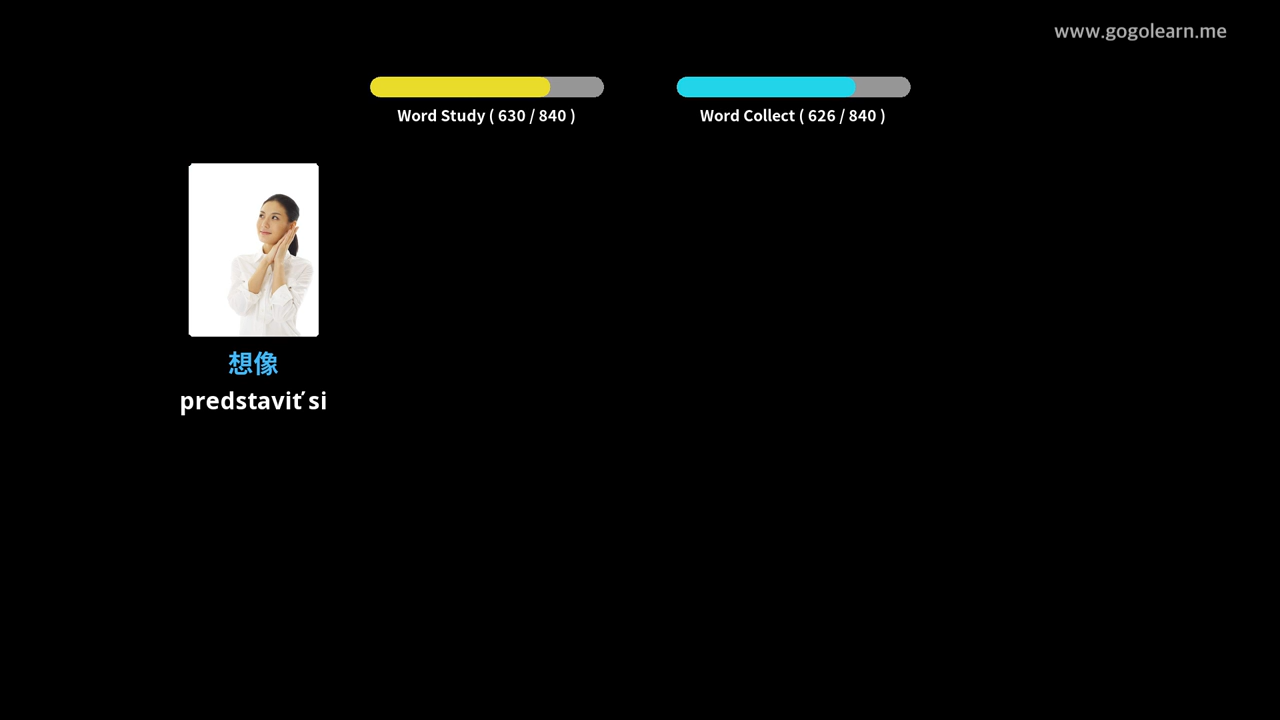 www.gogolearn.me
Word Study ( 630 / 840 )
Word Collect ( 626 / 840 )
想像
predstaviť si